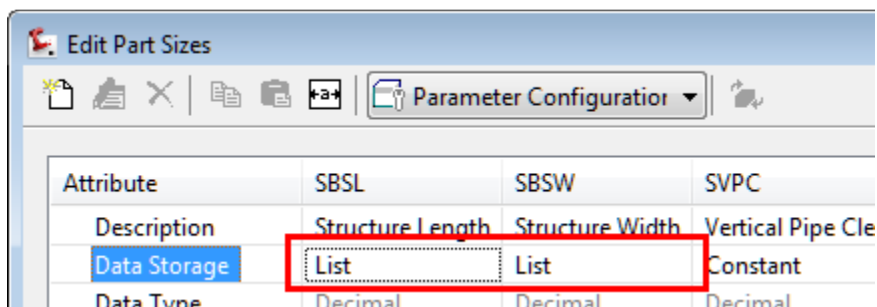 Edit Part Sizes
Parameter Configuration
Attribute SBSL SBSW SVPC
Description Structure Length Structure Width Vertical Pipe Cle
Data Storage List List Constant
Data Type Decimal Decimal Decimal